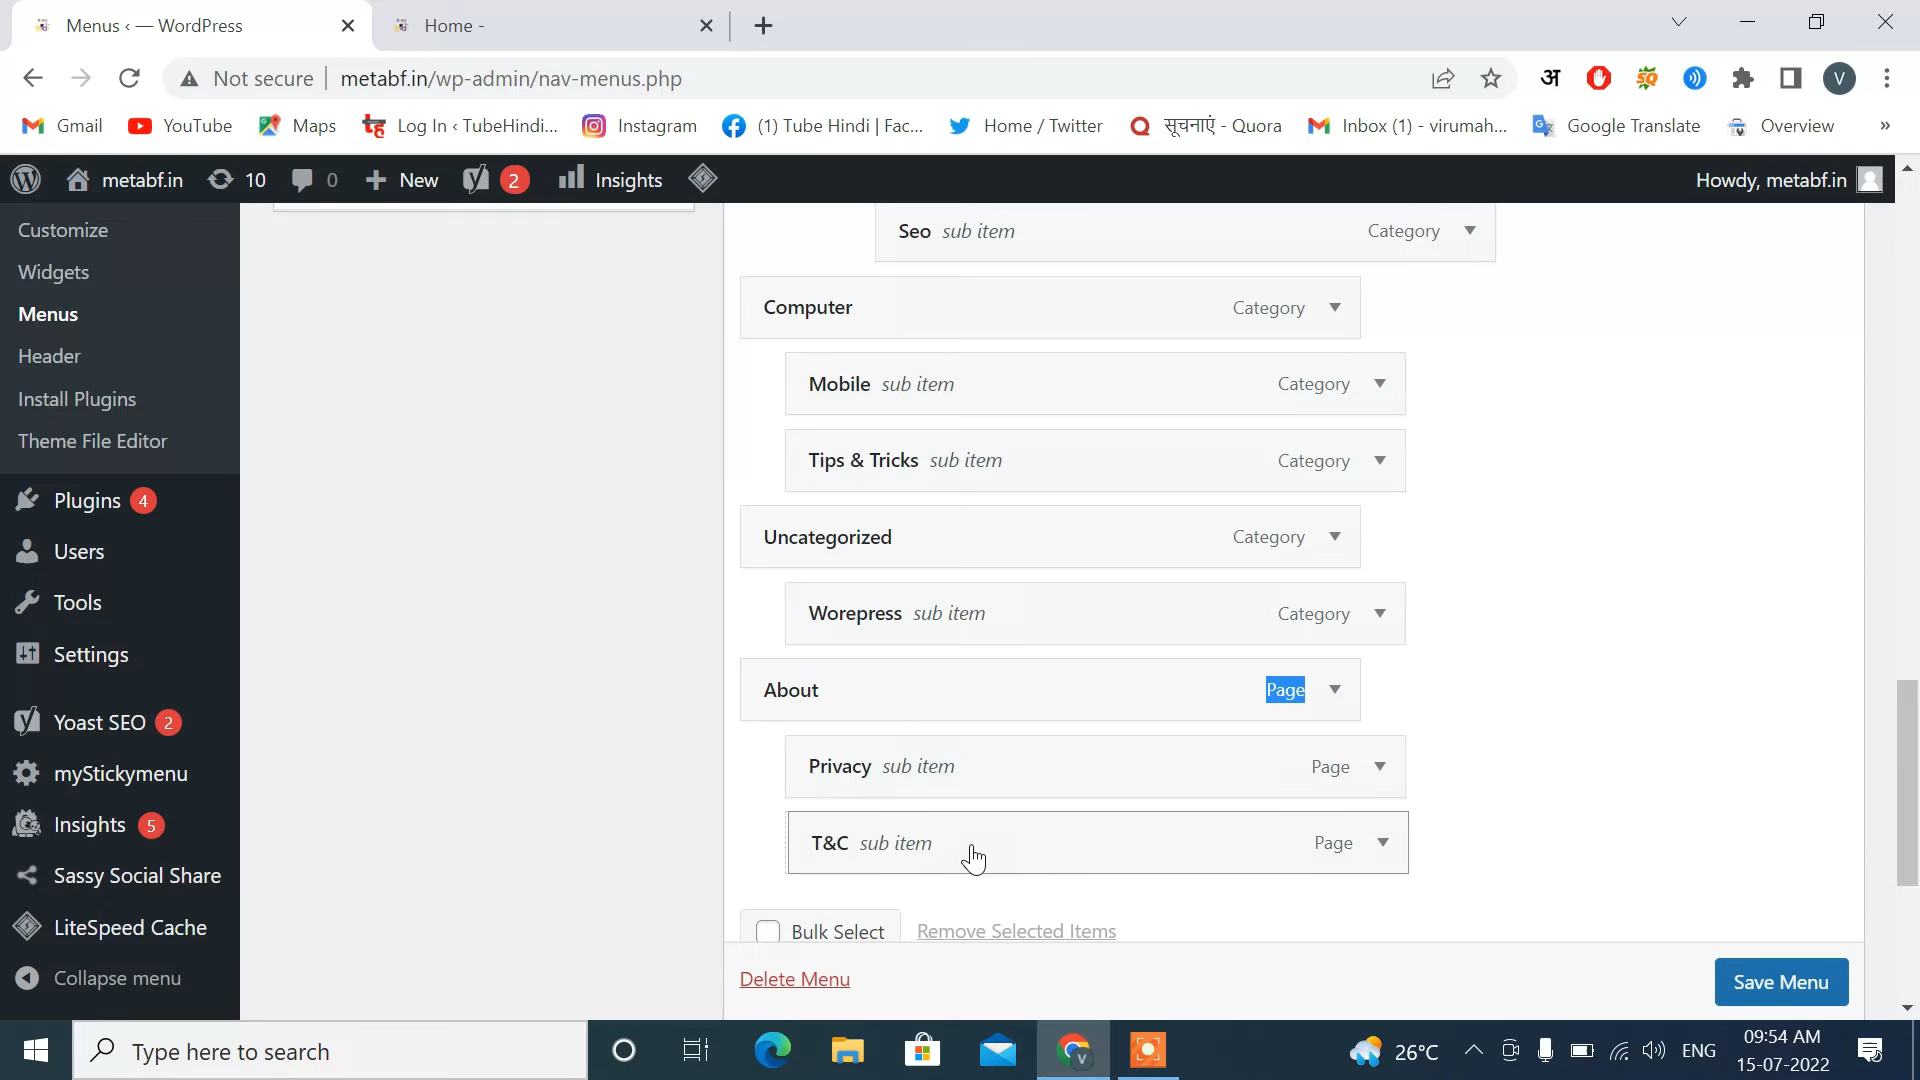 Menus ‹ — WordPress
Home -
Not secure
metabf.in/wp-admin/nav-menus.php
अ
SQ
V
Gmail
YouTube
Maps
Log In ‹ TubeHindi...
Instagram
(1) Tube Hindi | Fac...
Home / Twitter
सूचनाएं - Quora
Inbox (1) - virumah...
Google Translate
Overview
»
metabf.in
10
0
New
2
Insights
Howdy, metabf.in
Customize
Widgets
Menus
Header
Install Plugins
Theme File Editor
Plugins 4
Users
Tools
Settings
Yoast SEO 2
myStickymenu
Insights 5
Sassy Social Share
LiteSpeed Cache
Collapse menu
Seo sub item Category
Computer Category
Mobile sub item Category
Tips & Tricks sub item Category
Uncategorized Category
Worepress sub item Category
About Page
Privacy sub item Page
T&C sub item Page
Bulk Select Remove Selected Items
Delete Menu
Save Menu
Type here to search
V
26°C
ENG
09:54 AM
15-07-2022